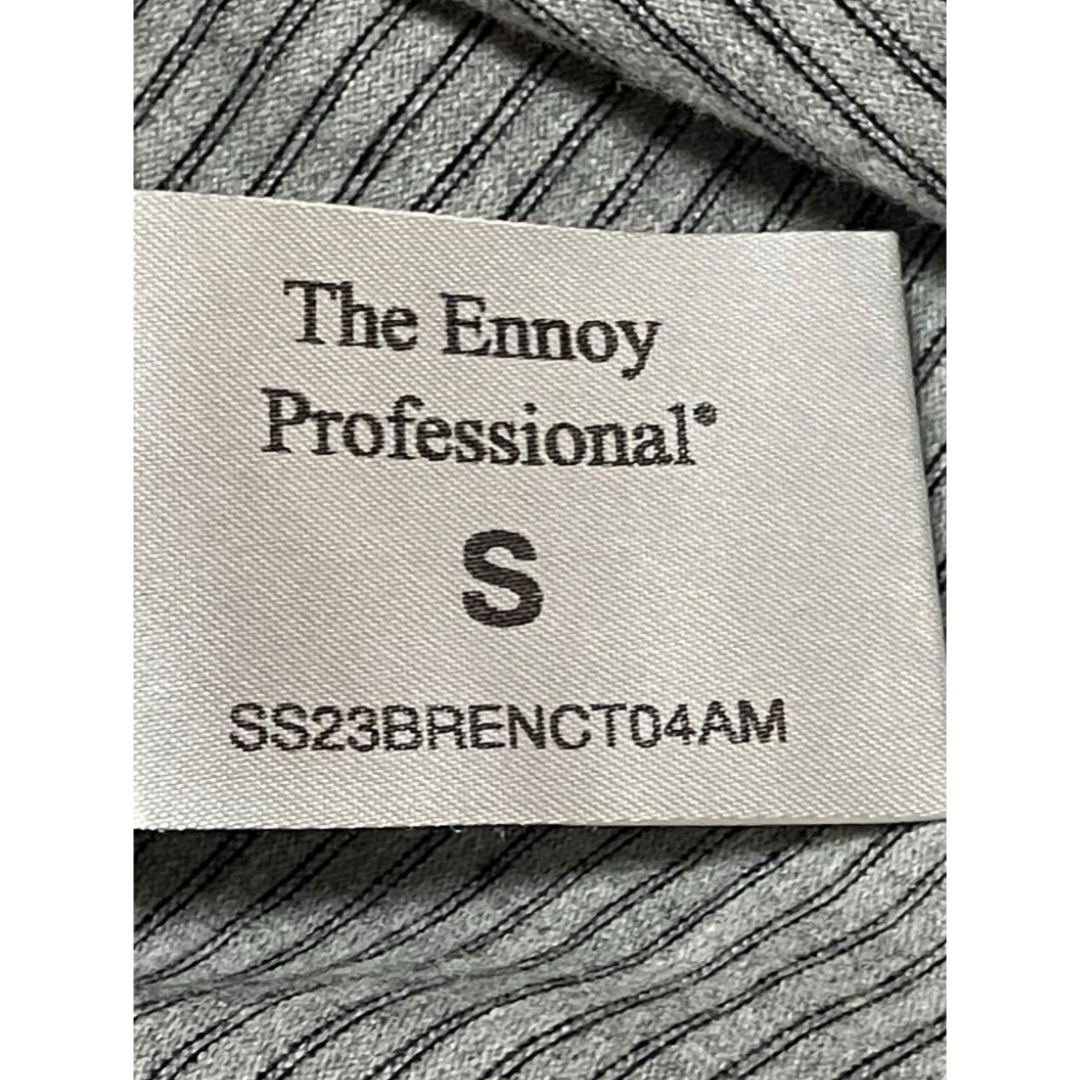 The Ennoy
Professional®
S
SS23BRENCT04AM